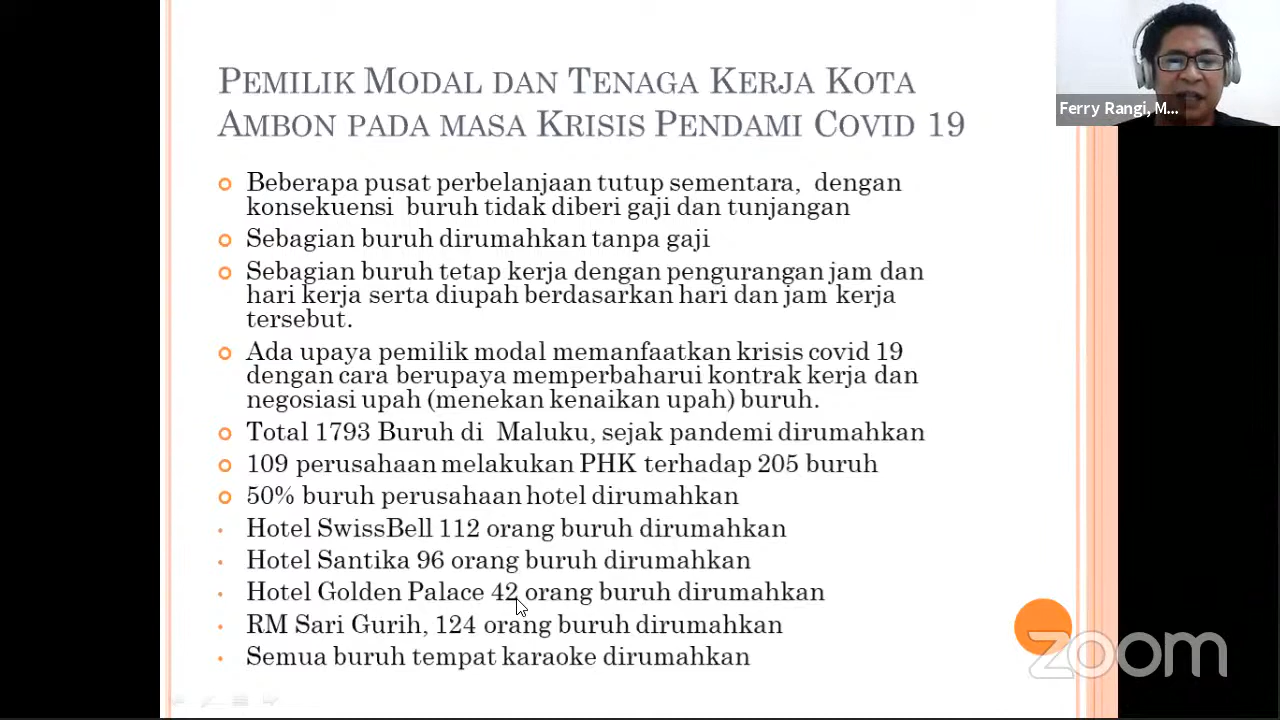 PEMILIK MODAL DAN TENAGA KERJA KOTA
AMBON PADA MASA KRISIS PENDAMI COVID 19
Beberapa pusat perbelanjaan tutup sementara, dengan
konsekuensi buruh tidak diberi gaji dan tunjangan
Sebagian buruh dirumahkan tanpa gaji
Sebagian buruh tetap kerja dengan pengurangan jam dan
hari kerja serta diupah berdasarkan hari dan jam kerja
tersebut.
Ada upaya pemilik modal memanfaatkan krisis covid 19
dengan cara berupaya memperbaharui kontrak kerja dan
negosiasi upah (menekan kenaikan upah) buruh.
Total 1793 Buruh di Maluku, sejak pandemi dirumahkan
109 perusahaan melakukan PHK terhadap 205 buruh
50% buruh perusahaan hotel dirumahkan
Hotel SwissBell 112 orang buruh dirumahkan
Hotel Santika 96 orang buruh dirumahkan
Hotel Golden Palace 42 orang buruh dirumahkan
RM Sari Gurih, 124 orang buruh dirumahkan
Semua buruh tempat karaoke dirumahkan
Ferry Rangi, M...
zoom